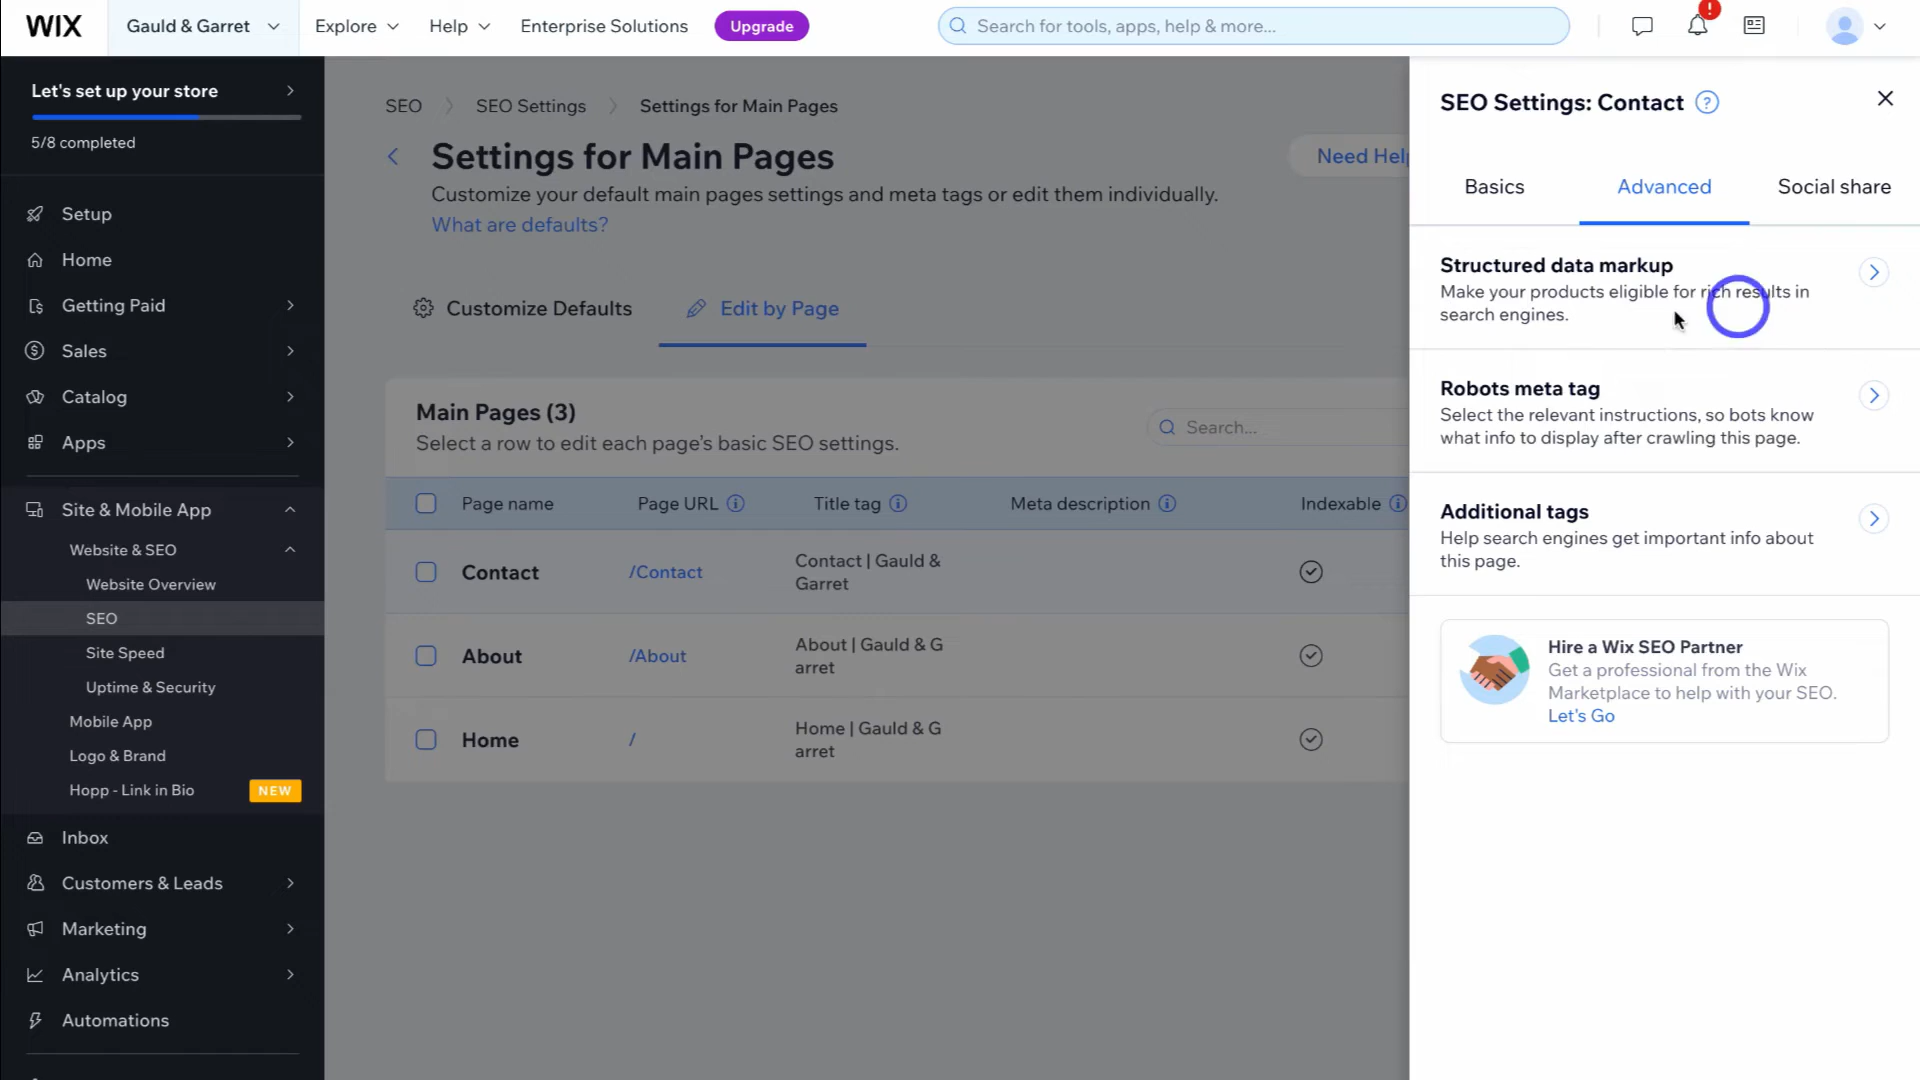 WIX
Gauld & Garret
Explore
Help
Enterprise Solutions
Upgrade
Search for tools, apps, help & more...
!
Let's set up your store
5/8 completed
Setup
Home
Getting Paid
Sales
Catalog
Apps
Site & Mobile App
Website & SEO
Website Overview
SEO
Site Speed
Uptime & Security
Mobile App
Logo & Brand
Hopp - Link in Bio
NEW
Inbox
Customers & Leads
Marketing
Analytics
Automations
SEO
SEO Settings
Settings for Main Pages
Settings for Main Pages
Need Help
Customize your default main pages settings and meta tags or edit them individually.
What are defaults?
Customize Defaults
Edit by Page
Main Pages (3)
Select a row to edit each page’s basic SEO settings.
Search...
Page name
Page URL
Title tag
Meta description
Indexable
Contact
/Contact
Contact | Gauld &
Garret
About
/About
About | Gauld & G
arret
Home
/
Home | Gauld & G
arret
SEO Settings: Contact
Basics
Advanced
Social share
Structured data markup
Make your products eligible for rich results in
search engines.
Robots meta tag
Select the relevant instructions, so bots know
what info to display after crawling this page.
Additional tags
Help search engines get important info about
this page.
Hire a Wix SEO Partner
Get a professional from the Wix
Marketplace to help with your SEO.
Let’s Go